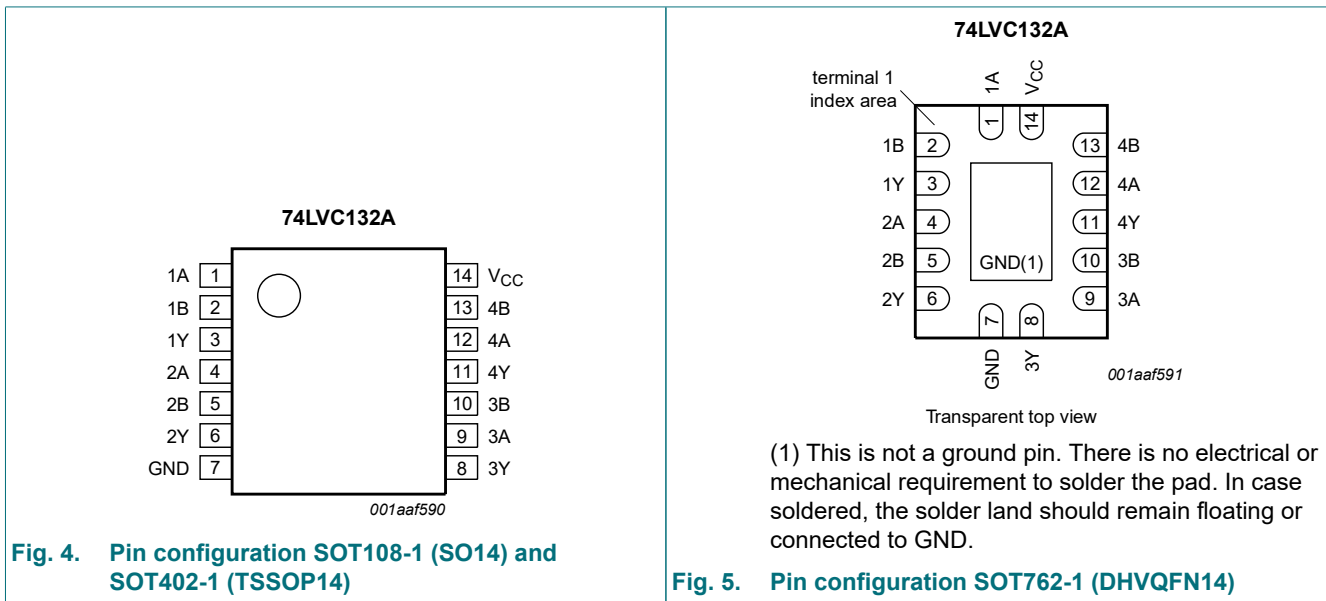 74LVC132A
1A 1
1B 2
1Y 3
2A 4
2B 5
2Y 6
GND 7
14 VCC
13 4B
12 4A
11 4Y
10 3B
9 3A
8 3Y
001aaf590
Fig. 4. Pin configuration SOT108-1 (SO14) and
SOT402-1 (TSSOP14)
74LVC132A
terminal 1
index area
1A
VCC
1
14
1B 2
1Y 3
2A 4
2B 5
2Y 6
13 4B
12 4A
11 4Y
10 3B
9 3A
GND(1)
7
8
GND
3Y
001aaf591
Transparent top view
(1) This is not a ground pin. There is no electrical or
mechanical requirement to solder the pad. In case
soldered, the solder land should remain floating or
connected to GND.
Fig. 5. Pin configuration SOT762-1 (DHVQFN14)